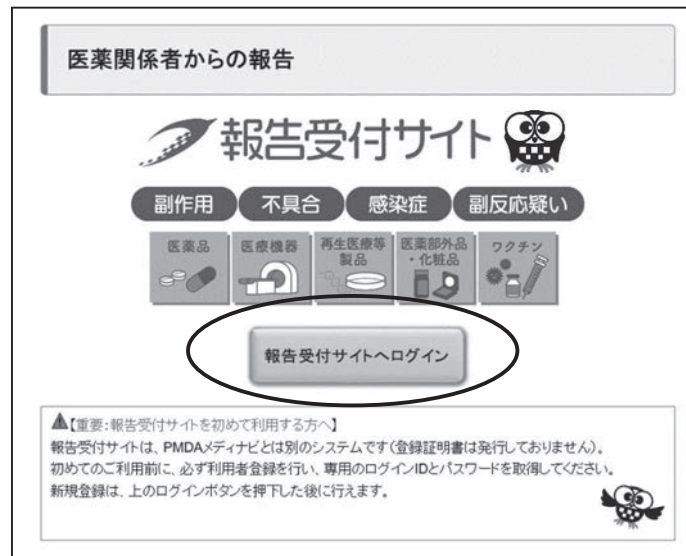 医薬関係者からの報告
報告受付サイト
副作用 不具合 感染症 副反応疑い
医薬品 医療機器 再生医療等製品 医薬部外品・化粧品 ワクチン
報告受付サイトへログイン
【重要:報告受付サイトを初めて利用する方へ】
報告受付サイトは、PMDAメディナビとは別のシステムです(登録証明書は発行しておりません)。
初めてのご利用前に、必ず利用者登録を行い、専用のログインIDとパスワードを取得してください。
新規登録は、上のログインボタンを押下した後に行えます。